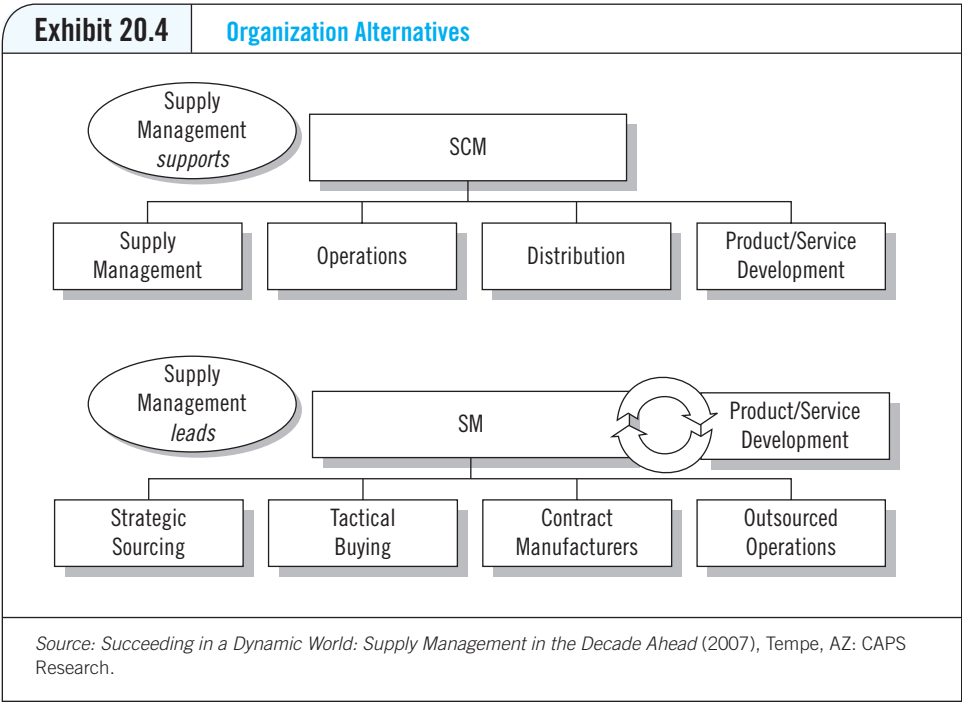 Exhibit 20.4
Organization Alternatives
Supply
Management
supports
SCM
Supply
Management
Operations
Distribution
Product/Service
Development
Supply
Management
leads
SM
Product/Service
Development
Strategic
Sourcing
Tactical
Buying
Contract
Manufacturers
Outsourced
Operations
Source: Succeeding in a Dynamic World: Supply Management in the Decade Ahead (2007), Tempe, AZ: CAPS
Research.